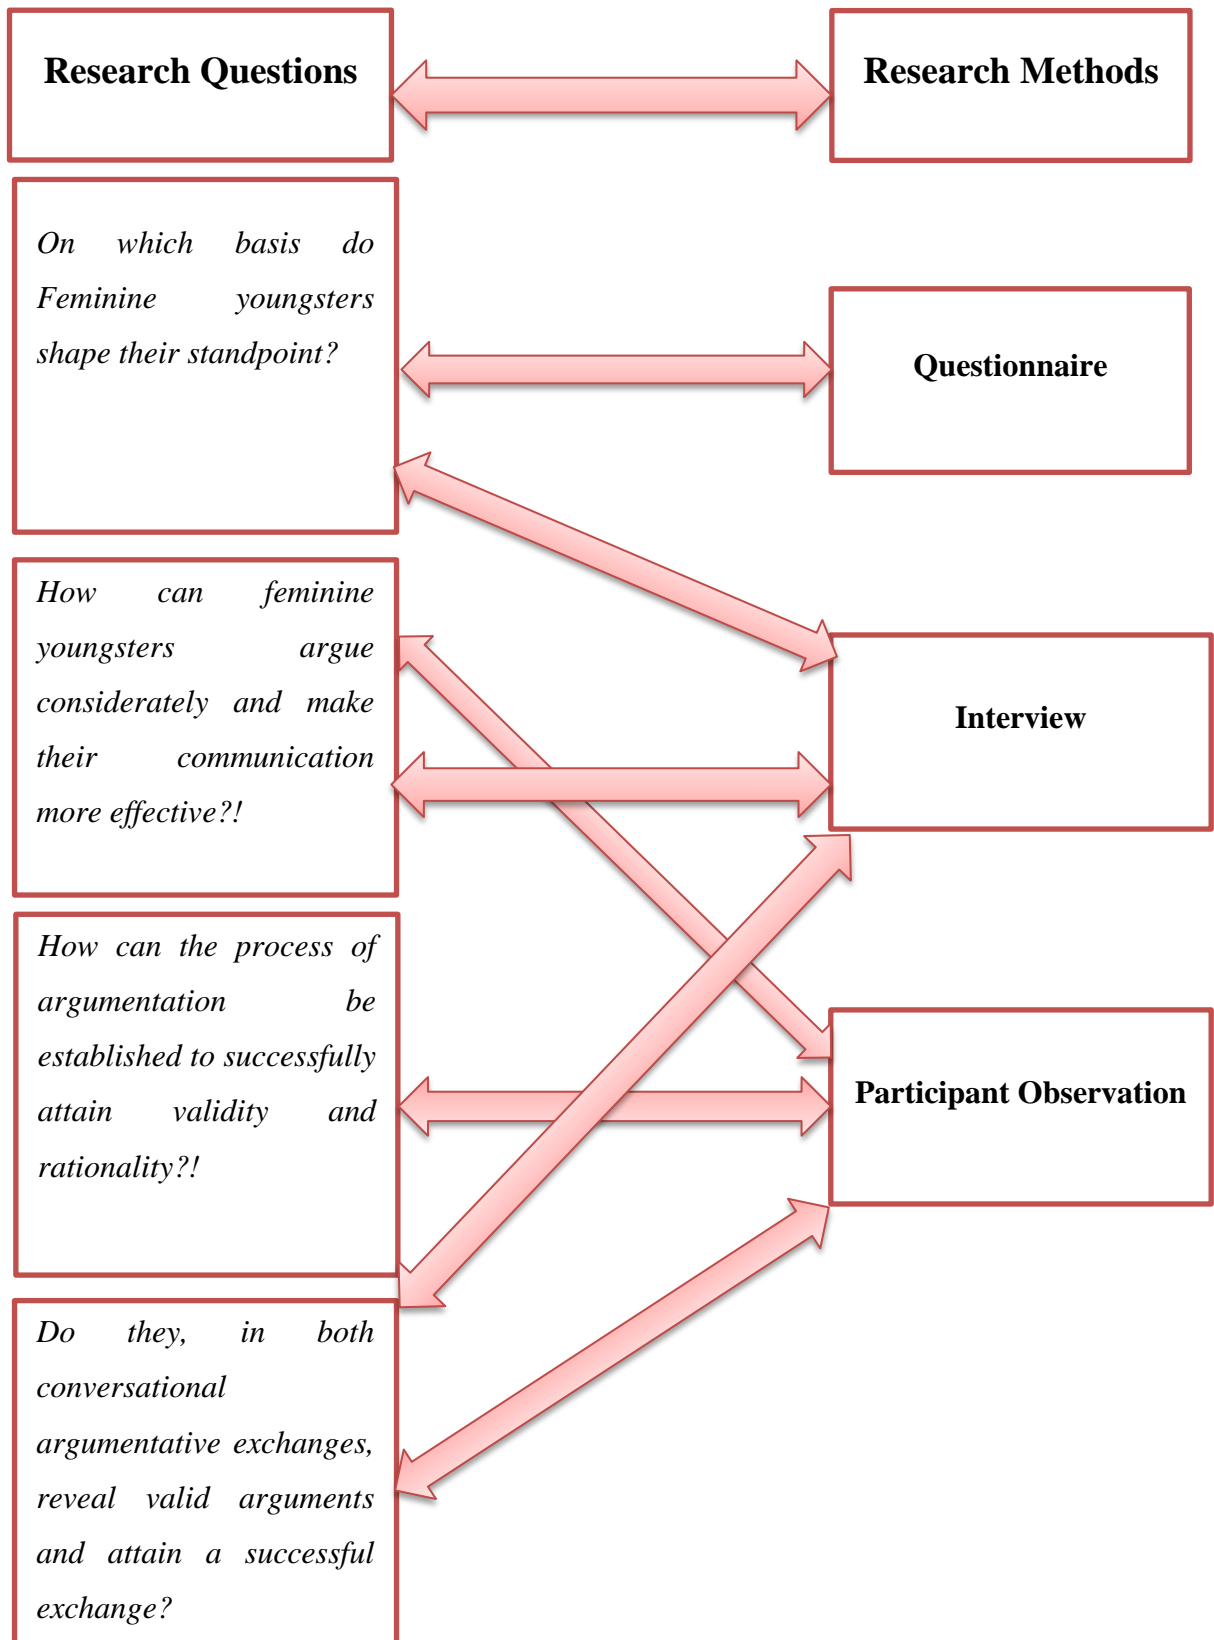 Research Questions
Research Methods
On which basis do
Feminine youngsters
shape their standpoint?
Questionnaire
How can feminine
youngsters argue
considerately and make
their communication
more effective?!
Interview
How can the process of
argumentation be
established to successfully
attain validity and
rationality?!
Participant Observation
Do they, in both
conversational
argumentative exchanges,
reveal valid arguments
and attain a successful
exchange?